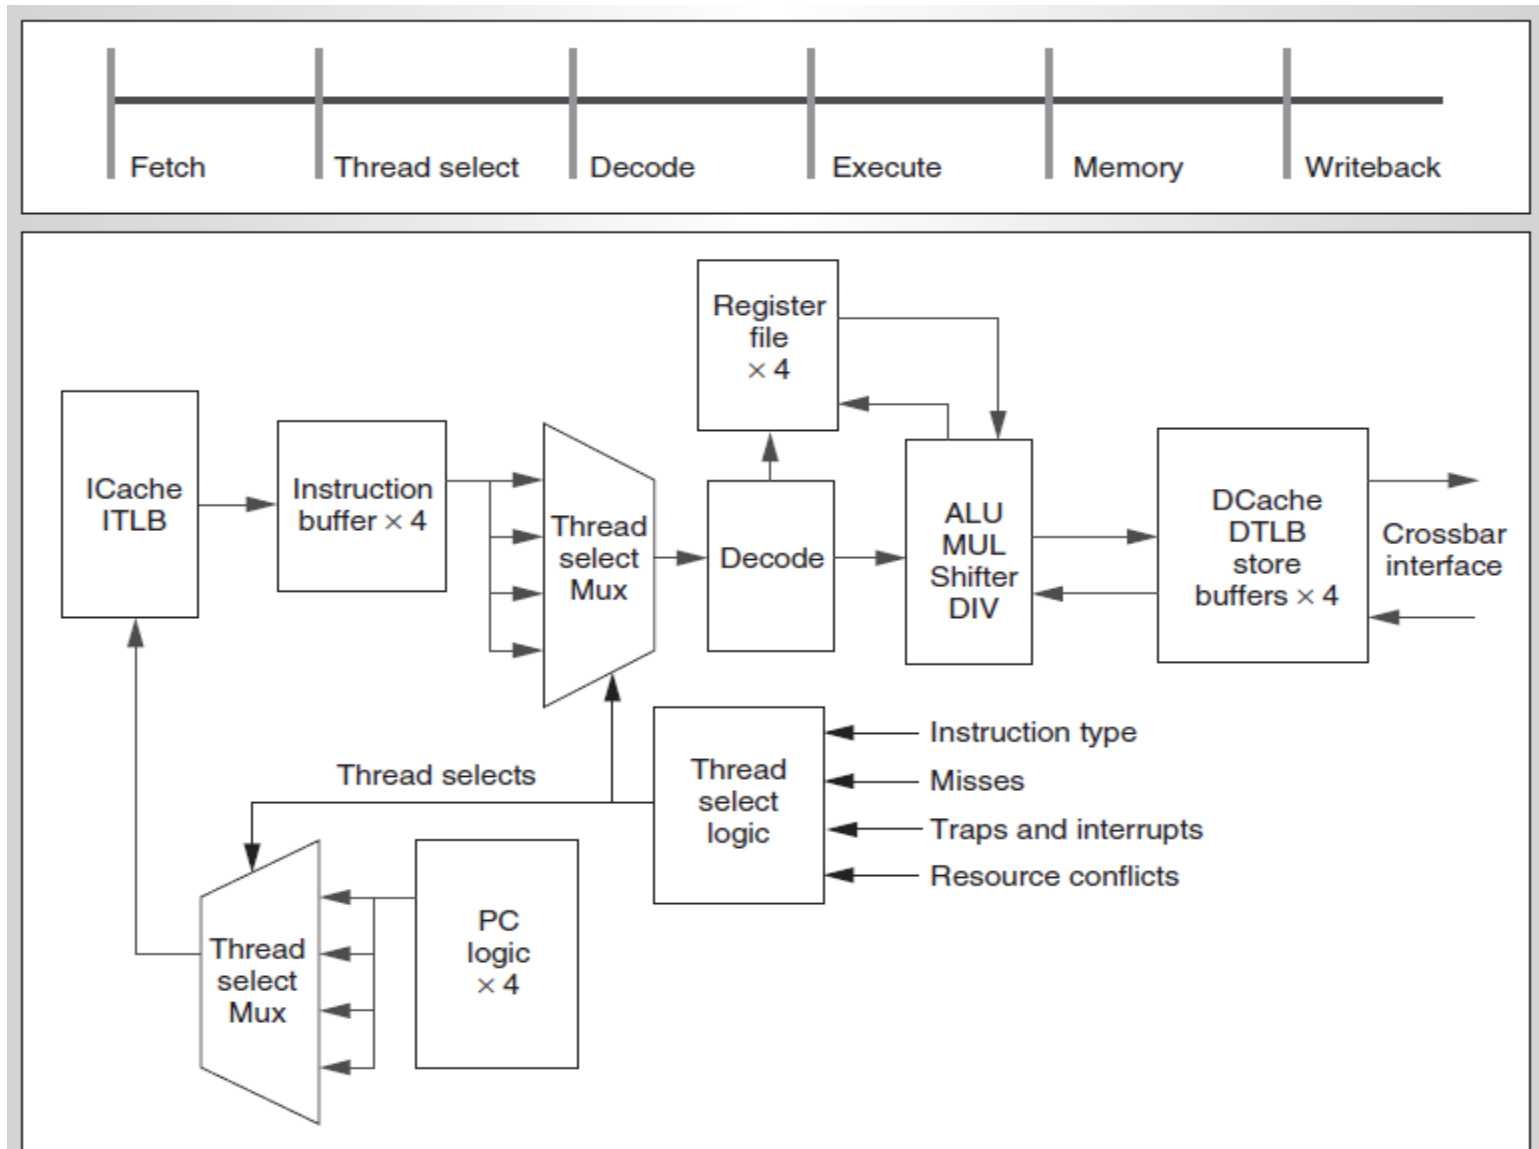 Fetch
Thread select
Decode
Execute
Memory
Writeback
Register
file
× 4
ICache
ITLB
Instruction
buffer × 4
Thread
select
Mux
Decode
ALU
MUL
Shifter
DIV
DCache
DTLB
store
buffers × 4
Crossbar
interface
Thread selects
Thread
select
logic
Instruction type
Misses
Traps and interrupts
Resource conflicts
Thread
select
Mux
PC
logic
× 4